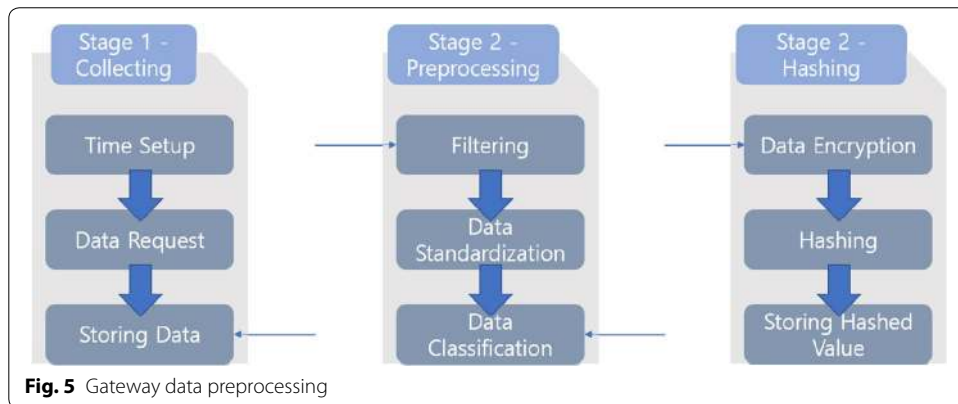 Stage 1 -
Collecting
Time Setup
Data Request
Storing Data
Stage 2 -
Preprocessing
Filtering
Data
Standardization
Data
Classification
Stage 2 -
Hashing
Data Encryption
Hashing
Storing Hashed
Value
Fig. 5 Gateway data preprocessing